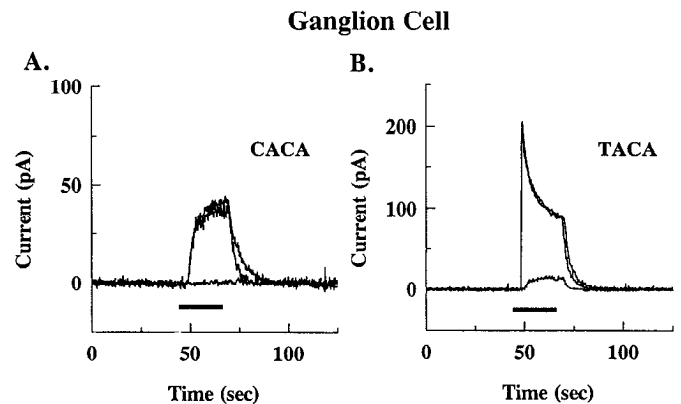 Ganglion Cell
A.
100
50
0
Current (pA)
CACA
0
50
100
Time (sec)
B.
200
100
0
Current (pA)
TACA
0
50
100
Time (sec)